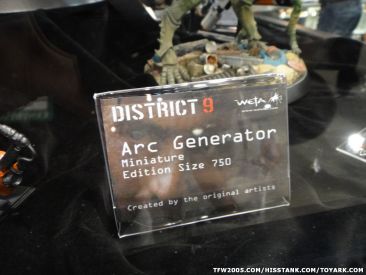 DISTRICT 9
WETA
Arc Generator
Miniature
Edition Size 750
Created by the original artists
TFW2005.COM/HISSTANK.COM/TOYARK.COM